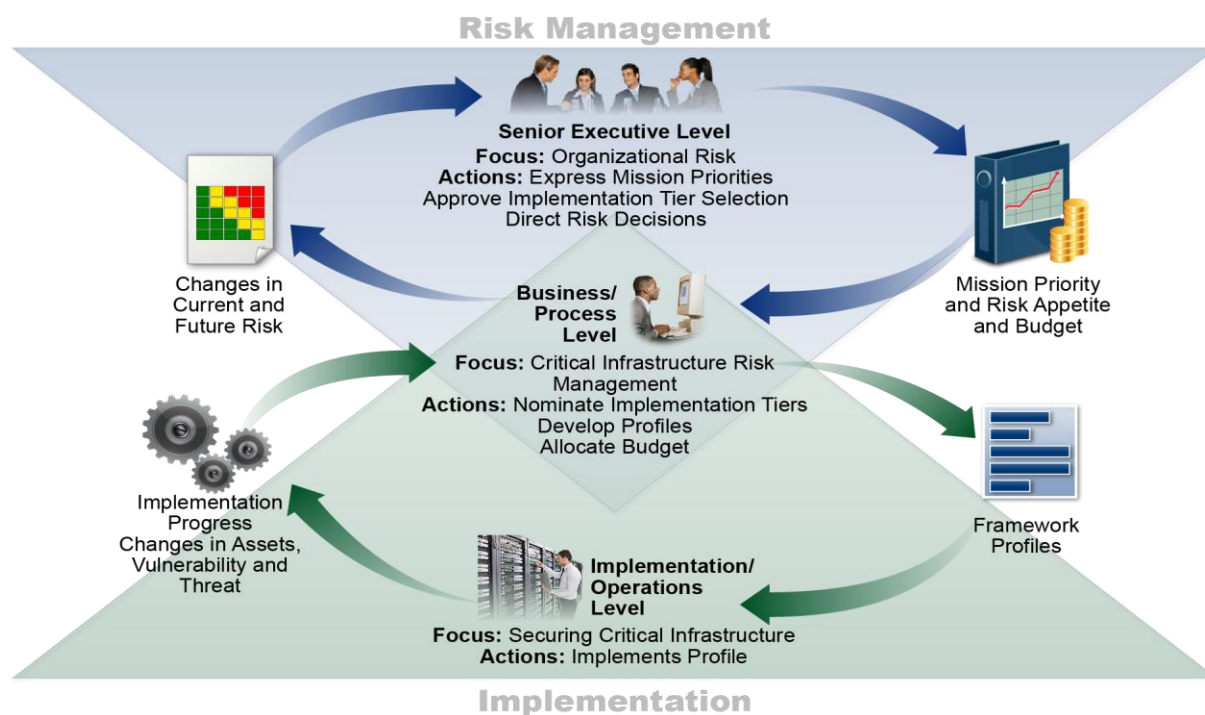 Risk Management
Senior Executive Level
Focus: Organizational Risk
Actions: Express Mission Priorities
Approve Implementation Tier Selection
Direct Risk Decisions
Changes in
Current and
Future Risk
Mission Priority
and Risk Appetite
and Budget
Business/
Process
Level
Focus: Critical Infrastructure Risk
Management
Actions: Nominate Implementation Tiers
Develop Profiles
Allocate Budget
Implementation
Progress
Changes in Assets,
Vulnerability and
Threat
Framework
Profiles
Implementation/
Operations
Level
Focus: Securing Critical Infrastructure
Actions: Implements Profile
Implementation